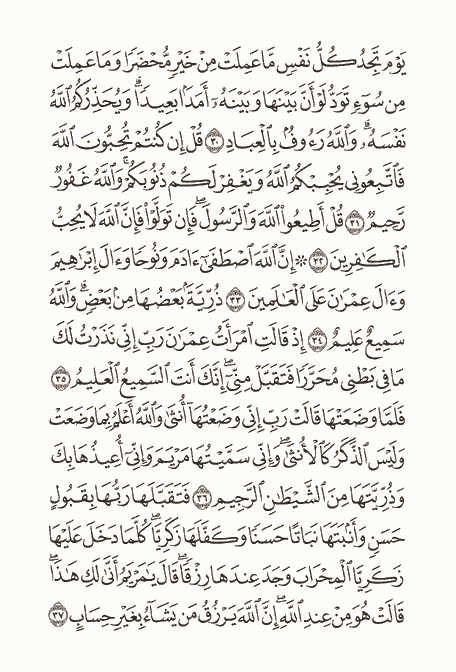 يَوْمَ تَجِدُ كُلُّ نَفْسٍ مَّا عَمِلَتْ مِنْ خَيْرٍ مُّحْضَرًا وَمَا عَمِلَتْ
مِن سُوٓءٍ تَوَدُّ لَوْ أَنَّ بَيْنَهَا وَبَيْنَهُۥٓ أَمَدًۢا بَعِيدًا ۗ وَيُحَذِّرُكُمُ ٱللَّهُ
نَفْسَهُۥ ۗ وَٱللَّهُ رَءُوفٌۢ بِٱلْعِبَادِ ٣٠ قُلْ إِن كُنتُمْ تُحِبُّونَ ٱللَّهَ
فَٱتَّبِعُونِى يُحْبِبْكُمُ ٱللَّهُ وَيَغْفِرْ لَكُمْ ذُنُوبَكُمْ ۗ وَٱللَّهُ غَفُورٌ
رَّحِيمٌ ٣١ قُلْ أَطِيعُوا۟ ٱللَّهَ وَٱلرَّسُولَ ۖ فَإِن تَوَلَّوْا۟ فَإِنَّ ٱللَّهَ لَا يُحِبُّ
ٱلْكَـٰفِرِينَ ٣٢ ۞ إِنَّ ٱللَّهَ ٱصْطَفَىٰٓ ءَادَمَ وَنُوحًا وَءَالَ إِبْرَٰهِيمَ
وَءَالَ عِمْرَٰنَ عَلَى ٱلْعَـٰلَمِينَ ٣٣ ذُرِّيَّةًۢ بَعْضُهَا مِنۢ بَعْضٍ ۗ وَٱللَّهُ
سَمِيعٌ عَلِيمٌ ٣٤ إِذْ قَالَتِ ٱمْرَأَتُ عِمْرَٰنَ رَبِّ إِنِّى نَذَرْتُ لَكَ
مَا فِى بَطْنِى مُحَرَّرًا فَتَقَبَّلْ مِنِّىٓ ۖ إِنَّكَ أَنتَ ٱلسَّمِيعُ ٱلْعَلِيمُ ٣٥
فَلَمَّا وَضَعَتْهَا قَالَتْ رَبِّ إِنِّى وَضَعْتُهَآ أُنثَىٰ وَٱللَّهُ أَعْلَمُ بِمَا وَضَعَتْ
وَلَيْسَ ٱلذَّكَرُ كَٱلْأُنثَىٰ ۖ وَإِنِّى سَمَّيْتُهَا مَرْيَمَ وَإِنِّىٓ أُعِيذُهَا بِكَ
وَذُرِّيَّتَهَا مِنَ ٱلشَّيْطَـٰنِ ٱلرَّجِيمِ ٣٦ فَتَقَبَّلَهَا رَبُّهَا بِقَبُولٍ
حَسَنٍ وَأَنۢبَتَهَا نَبَاتًا حَسَنًا وَكَفَّلَهَا زَكَرِيَّا ۖ كُلَّمَا دَخَلَ عَلَيْهَا
زَكَرِيَّا ٱلْمِحْرَابَ وَجَدَ عِندَهَا رِزْقًا ۖ قَالَ يَـٰمَرْيَمُ أَنَّىٰ لَكِ هَـٰذَا ۖ
قَالَتْ هُوَ مِنْ عِندِ ٱللَّهِ ۖ إِنَّ ٱللَّهَ يَرْزُقُ مَن يَشَآءُ بِغَيْرِ حِسَابٍ ٣٧